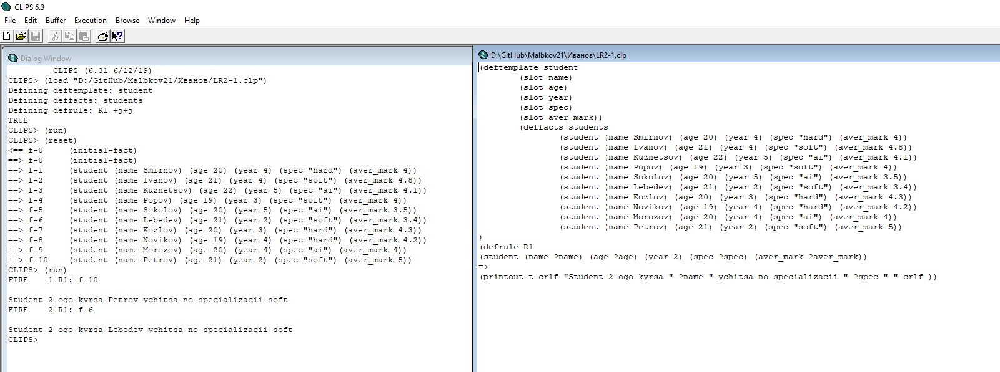 CLIPS 6.3
File Edit Buffer Execution Browse Window Help
Dialog Window
CLIPS (6.31 6/12/19)
CLIPS> (load "D:/GitHub/Malbkov21/Иванов/LR2-1.clp")
Defining deftemplate: student
Defining deffacts: students
Defining defrule: R1 +j+j
TRUE
CLIPS> (run)
CLIPS> (reset)
<== f-0 (initial-fact)
==> f-0 (initial-fact)
==> f-1 (student (name Smirnov) (age 20) (year 4) (spec "hard") (aver_mark 4))
==> f-2 (student (name Ivanov) (age 21) (year 4) (spec "soft") (aver_mark 4.8))
==> f-3 (student (name Kuznetsov) (age 22) (year 5) (spec "ai") (aver_mark 4.1))
==> f-4 (student (name Popov) (age 19) (year 3) (spec "soft") (aver_mark 4))
==> f-5 (student (name Sokolov) (age 20) (year 5) (spec "ai") (aver_mark 3.5))
==> f-6 (student (name Lebedev) (age 21) (year 2) (spec "soft") (aver_mark 3.4))
==> f-7 (student (name Kozlov) (age 20) (year 3) (spec "hard") (aver_mark 4.3))
==> f-8 (student (name Novikov) (age 19) (year 4) (spec "hard") (aver_mark 4.2))
==> f-9 (student (name Morozov) (age 20) (year 4) (spec "ai") (aver_mark 4))
==> f-10 (student (name Petrov) (age 21) (year 2) (spec "soft") (aver_mark 5))
CLIPS> (run)
FIRE 1 R1: f-10
Student 2-ogo kyrsa Petrov ychitsa no specializacii soft
FIRE 2 R1: f-6
Student 2-ogo kyrsa Lebedev ychitsa no specializacii soft
CLIPS>
D:\GitHub\Malbkov21\Иванов\LR2-1.clp
(deftemplate student
(slot name)
(slot age)
(slot year)
(slot spec)
(slot aver_mark))
(deffacts students
(student (name Smirnov) (age 20) (year 4) (spec "hard") (aver_mark 4))
(student (name Ivanov) (age 21) (year 4) (spec "soft") (aver_mark 4.8))
(student (name Kuznetsov) (age 22) (year 5) (spec "ai") (aver_mark 4.1))
(student (name Popov) (age 19) (year 3) (spec "soft") (aver_mark 4))
(student (name Sokolov) (age 20) (year 5) (spec "ai") (aver_mark 3.5))
(student (name Lebedev) (age 21) (year 2) (spec "soft") (aver_mark 3.4))
(student (name Kozlov) (age 20) (year 3) (spec "hard") (aver_mark 4.3))
(student (name Novikov) (age 19) (year 4) (spec "hard") (aver_mark 4.2))
(student (name Morozov) (age 20) (year 4) (spec "ai") (aver_mark 4))
(student (name Petrov) (age 21) (year 2) (spec "soft") (aver_mark 5))
)
(defrule R1
(student (name ?name) (age ?age) (year 2) (spec ?spec) (aver_mark ?aver_mark))
=>
(printout t crlf "Student 2-ogo kyrsa " ?name " ychitsa no specializacii " ?spec " " crlf ))